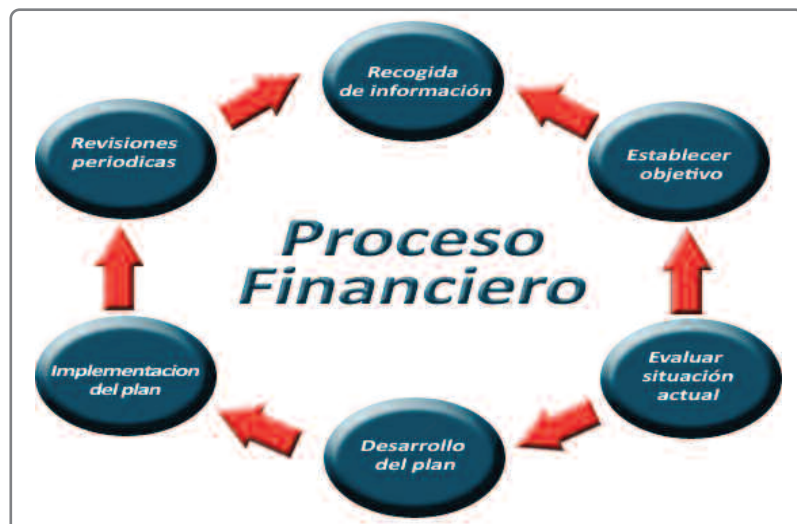 Recogida
de información
Revisiones
periodicas
Establecer
objetivo
Proceso
Financiero
Implementacion
del plan
Evaluar
situación
actual
Desarrollo
del plan